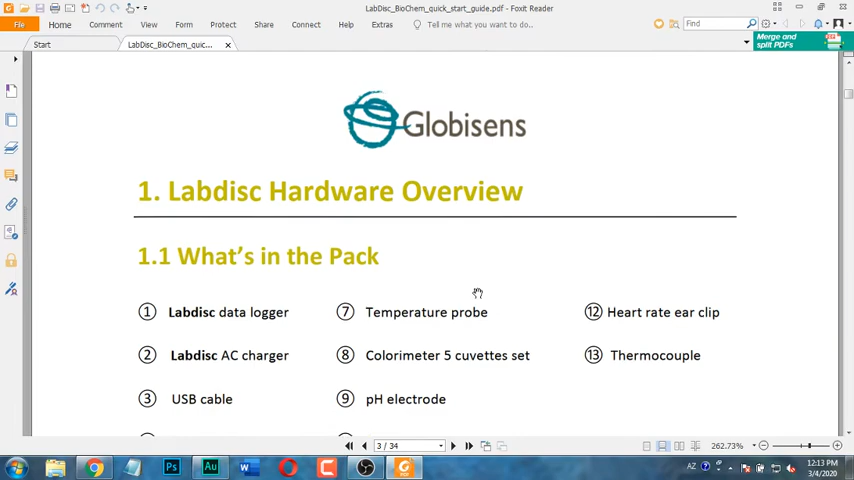 LabDisc_BioChem_quick_start_guide.pdf - Foxit Reader
File Home Comment View Form Protect Share Connect Help Extras Tell me what you want to do... Find
Start LabDisc_BioChem_quic... Merge and split PDFs
Globisens
1. Labdisc Hardware Overview
1.1 What's in the Pack
① Labdisc data logger ⑦ Temperature probe ⑫ Heart rate ear clip
② Labdisc AC charger ⑧ Colorimeter 5 cuvettes set ⑬ Thermocouple
③ USB cable ⑨ pH electrode
3 / 34 262.73%
Ps Au W AZ 12:13 PM
3/4/2020